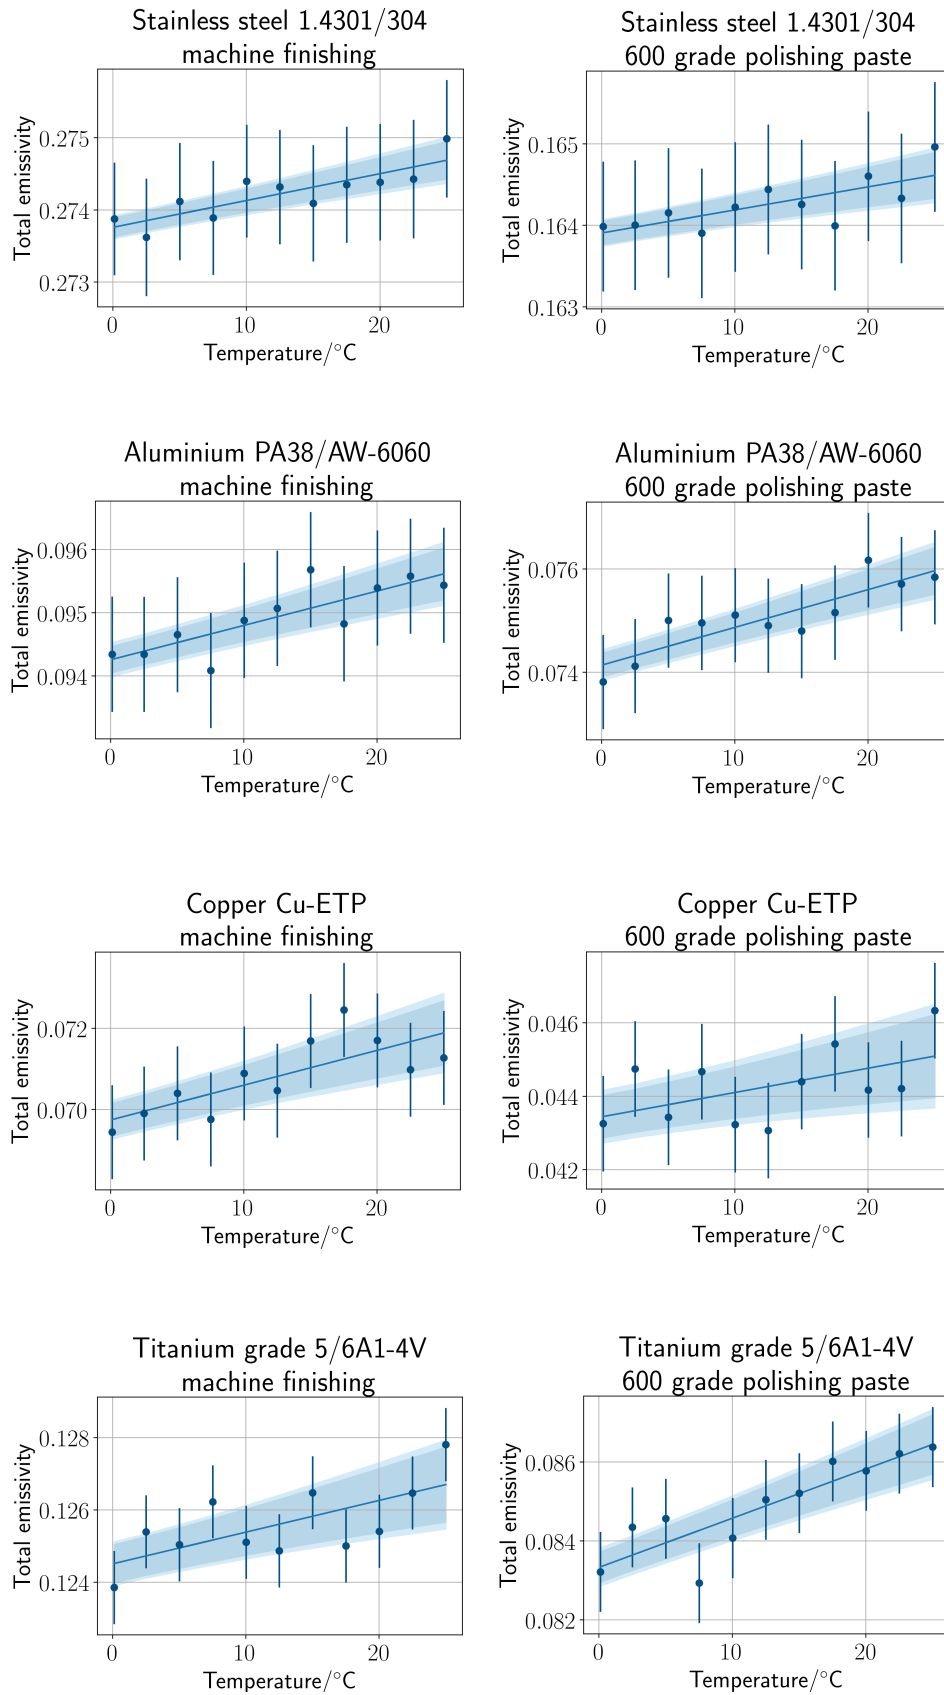 Stainless steel 1.4301/304
machine finishing
Total emissivity
0.275
0.274
0.273
0
10
20
Temperature/°C
Stainless steel 1.4301/304
600 grade polishing paste
Total emissivity
0.165
0.164
0.163
0
10
20
Temperature/°C
Aluminium PA38/AW-6060
machine finishing
Total emissivity
0.096
0.095
0.094
0
10
20
Temperature/°C
Aluminium PA38/AW-6060
600 grade polishing paste
Total emissivity
0.076
0.074
0
10
20
Temperature/°C
Copper Cu-ETP
machine finishing
Total emissivity
0.072
0.070
0
10
20
Temperature/°C
Copper Cu-ETP
600 grade polishing paste
Total emissivity
0.046
0.044
0.042
0
10
20
Temperature/°C
Titanium grade 5/6A1-4V
machine finishing
Total emissivity
0.128
0.126
0.124
0
10
20
Temperature/°C
Titanium grade 5/6A1-4V
600 grade polishing paste
Total emissivity
0.086
0.084
0.082
0
10
20
Temperature/°C